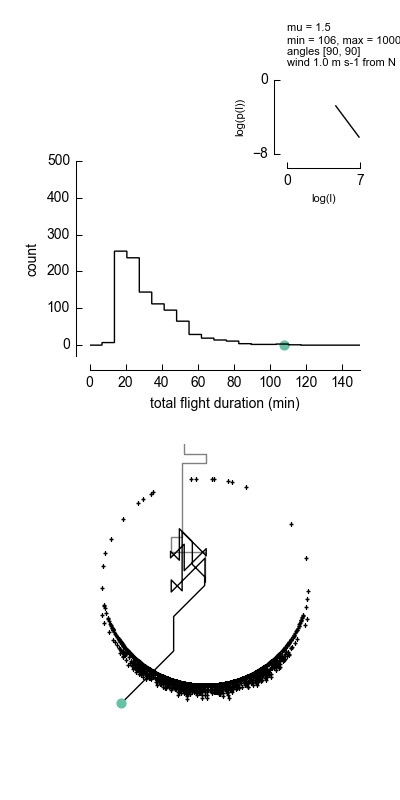 mu = 1.5
min = 106, max = 1000
angles [90, 90]
wind 1.0 m s-1 from N
0
log(p(l))
−8
0 7
log(l)
500
400
300
200
100
0
count
0 20 40 60 80 100 120 140
total flight duration (min)